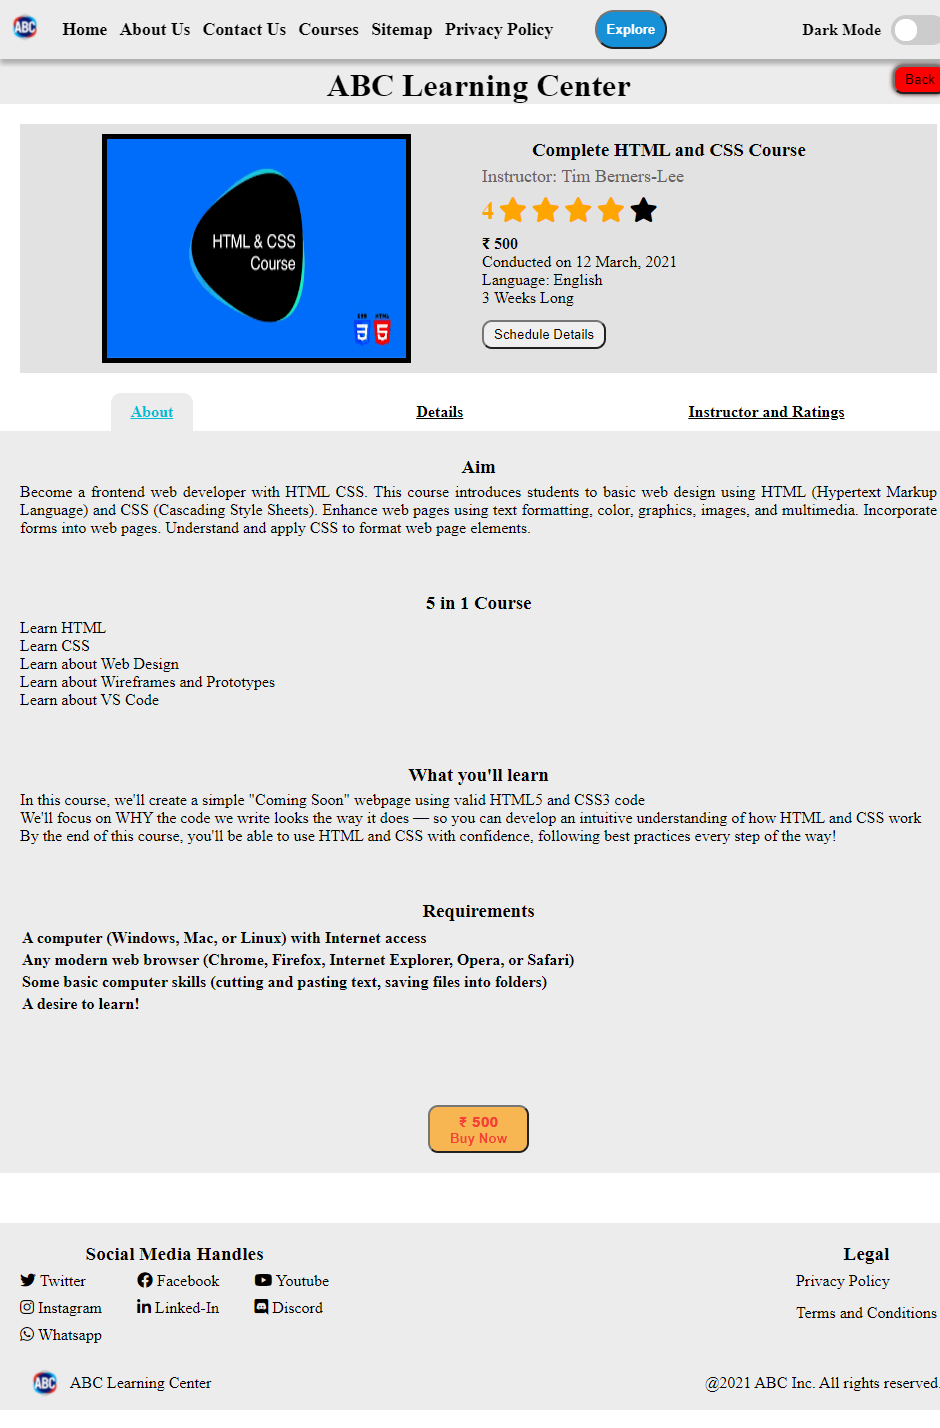 ABC Home About Us Contact Us Courses Sitemap Privacy Policy Explore Dark Mode
ABC Learning Center
Back
HTML & CSS
Course
CSS HTML
3 5
Complete HTML and CSS Course
Instructor: Tim Berners-Lee
4
₹ 500
Conducted on 12 March, 2021
Language: English
3 Weeks Long
Schedule Details
About Details Instructor and Ratings
Aim
Become a frontend web developer with HTML CSS. This course introduces students to basic web design using HTML (Hypertext Markup
Language) and CSS (Cascading Style Sheets). Enhance web pages using text formatting, color, graphics, images, and multimedia. Incorporate
forms into web pages. Understand and apply CSS to format web page elements.
5 in 1 Course
Learn HTML
Learn CSS
Learn about Web Design
Learn about Wireframes and Prototypes
Learn about VS Code
What you'll learn
In this course, we'll create a simple "Coming Soon" webpage using valid HTML5 and CSS3 code
We'll focus on WHY the code we write looks the way it does — so you can develop an intuitive understanding of how HTML and CSS work
By the end of this course, you'll be able to use HTML and CSS with confidence, following best practices every step of the way!
Requirements
A computer (Windows, Mac, or Linux) with Internet access
Any modern web browser (Chrome, Firefox, Internet Explorer, Opera, or Safari)
Some basic computer skills (cutting and pasting text, saving files into folders)
A desire to learn!
₹ 500
Buy Now
Social Media Handles
Twitter Facebook Youtube
Instagram Linked-In Discord
Whatsapp
Legal
Privacy Policy
Terms and Conditions
ABC ABC Learning Center
@2021 ABC Inc. All rights reserved.